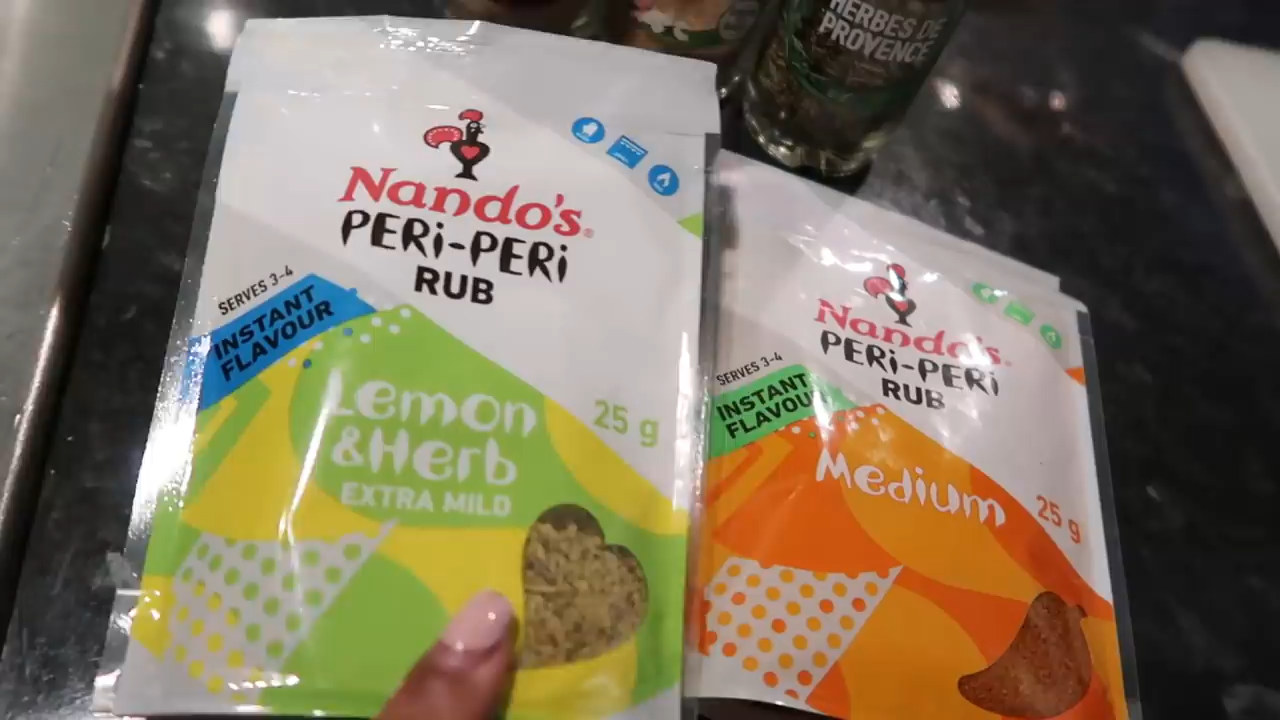 HERBES DE
PROVENCE
Nando's®
PERi-PERi
RUB
SERVES 3-4
INSTANT
FLAVOUR
Lemon
&Herb
EXTRA MILD
25 g
Nando's®
PERi-PERi
RUB
SERVES 3-4
INSTANT
FLAVOUR
Medium
25 g